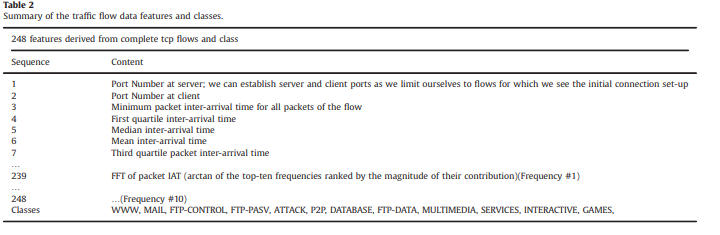 Table 2
Summary of the traffic flow data features and classes.
248 features derived from complete tcp flows and class
Sequence Content
1 Port Number at server; we can establish server and client ports as we limit ourselves to flows for which we see the initial connection set-up
2 Port Number at client
3 Minimum packet inter-arrival time for all packets of the flow
4 First quartile inter-arrival time
5 Median inter-arrival time
6 Mean inter-arrival time
7 Third quartile packet inter-arrival time
...
239 FFT of packet IAT (arctan of the top-ten frequencies ranked by the magnitude of their contribution)(Frequency #1)
...
248 ...(Frequency #10)
Classes WWW, MAIL, FTP-CONTROL, FTP-PASV, ATTACK, P2P, DATABASE, FTP-DATA, MULTIMEDIA, SERVICES, INTERACTIVE, GAMES,